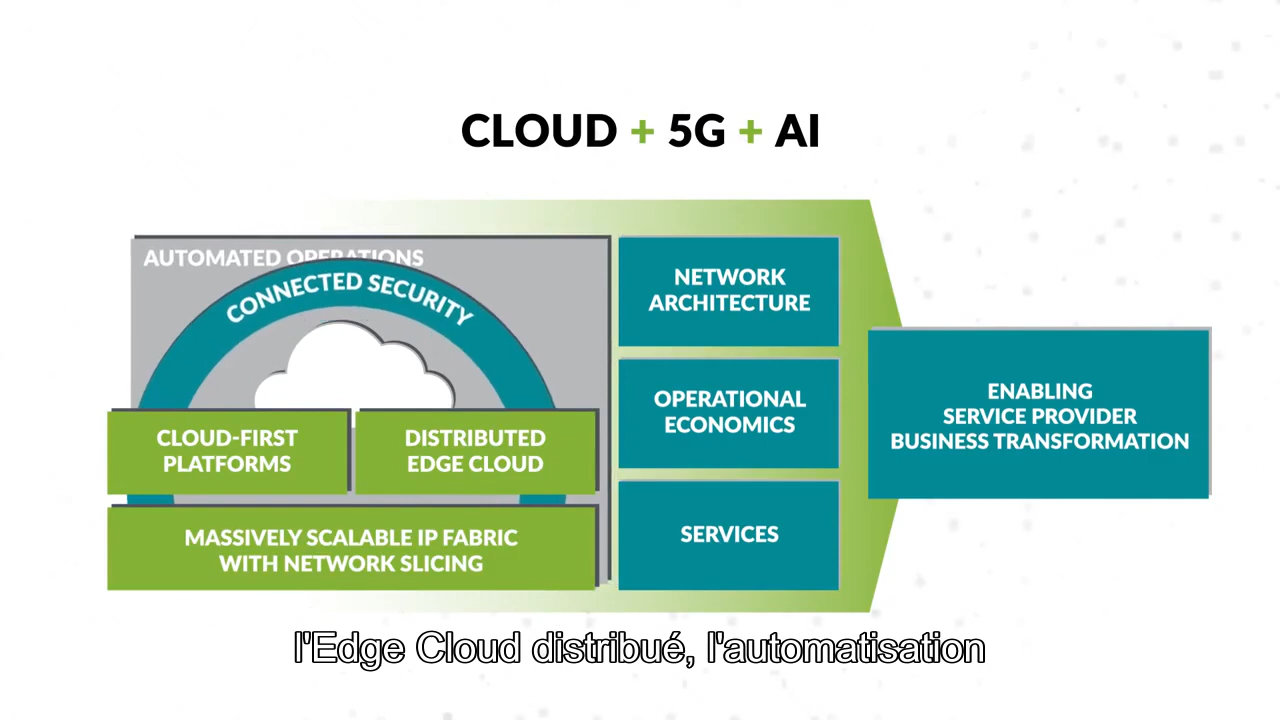 CLOUD + 5G + AI
AUTOMATED OPERATIONS
CONNECTED SECURITY
CLOUD-FIRST
PLATFORMS
DISTRIBUTED
EDGE CLOUD
MASSIVELY SCALABLE IP FABRIC
WITH NETWORK SLICING
NETWORK
ARCHITECTURE
OPERATIONAL
ECONOMICS
SERVICES
ENABLING
SERVICE PROVIDER
BUSINESS TRANSFORMATION
l'Edge Cloud distribué, l'automatisation